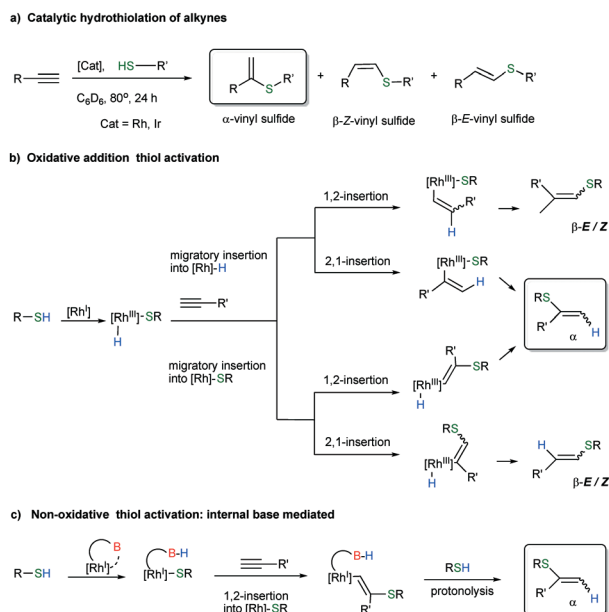 a) Catalytic hydrothiolation of alkynes
R
[Cat], HS—R'
C₆D₆, 80º, 24 h
Cat = Rh, Ir
R S R'
+
R S—R'
+
R S R'
α-vinyl sulfide
β-Z-vinyl sulfide
β-E-vinyl sulfide
b) Oxidative addition thiol activation
1,2-insertion
[Rhᴵᴵᴵ]-SR
R'
H
R' SR
β-E / Z
migratory insertion
into [Rh]-H
2,1-insertion
[Rhᴵᴵᴵ]-SR
R' H
R—SH
[Rhᴵ]
[Rhᴵᴵᴵ]-SR
H
R'
RS
R' H
α
migratory insertion
into [Rh]-SR
1,2-insertion
R'
[Rhᴵᴵᴵ] SR
H
2,1-insertion
RS
[Rhᴵᴵᴵ] R'
H
H SR
R'
β-E / Z
c) Non-oxidative thiol activation: internal base mediated
R—SH
B
[Rhᴵ]
B-H
[Rhᴵ]-SR
R'
1,2-insertion
into [Rh]-SR
B-H
[Rhᴵ]
SR
R'
RSH
protonolysis
RS
R' H
α